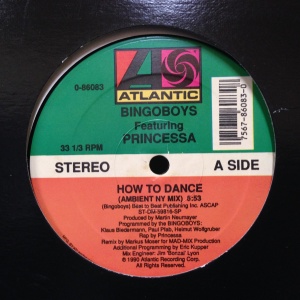 0-86083
ATLANTIC
BINGOBOYS
Featuring
PRINCESSA
33 1/3 RPM
STEREO
A SIDE
7567-86083-0
HOW TO DANCE
(AMBIENT NY MIX) 6:53
(Bingoboys) Beat to Beat Publishing Inc. ASCAP
ST-DM-59816-SP
Produced by Martin Neumayer
Programmed by the BINGOBOYS:
Klaus Biedermann, Paul Pfab, Helmut Wolfgruber
Rap by Princessa
Remix by Markus Moser for MAD-MIX Production
Additional Programming by Eric Kupper
Mix Engineer Jim "Bonzai" Lyon
℗ 1990 Atlantic Recording Corp.
All Rights Reserved